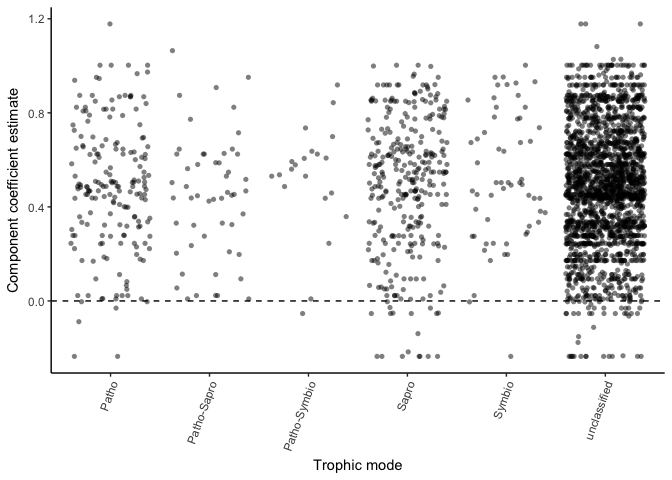 Component coefficient estimate
1.2
0.8
0.4
0.0
Patho
Patho-Sapro
Patho-Symbio
Sapro
Symbio
unclassified
Trophic mode